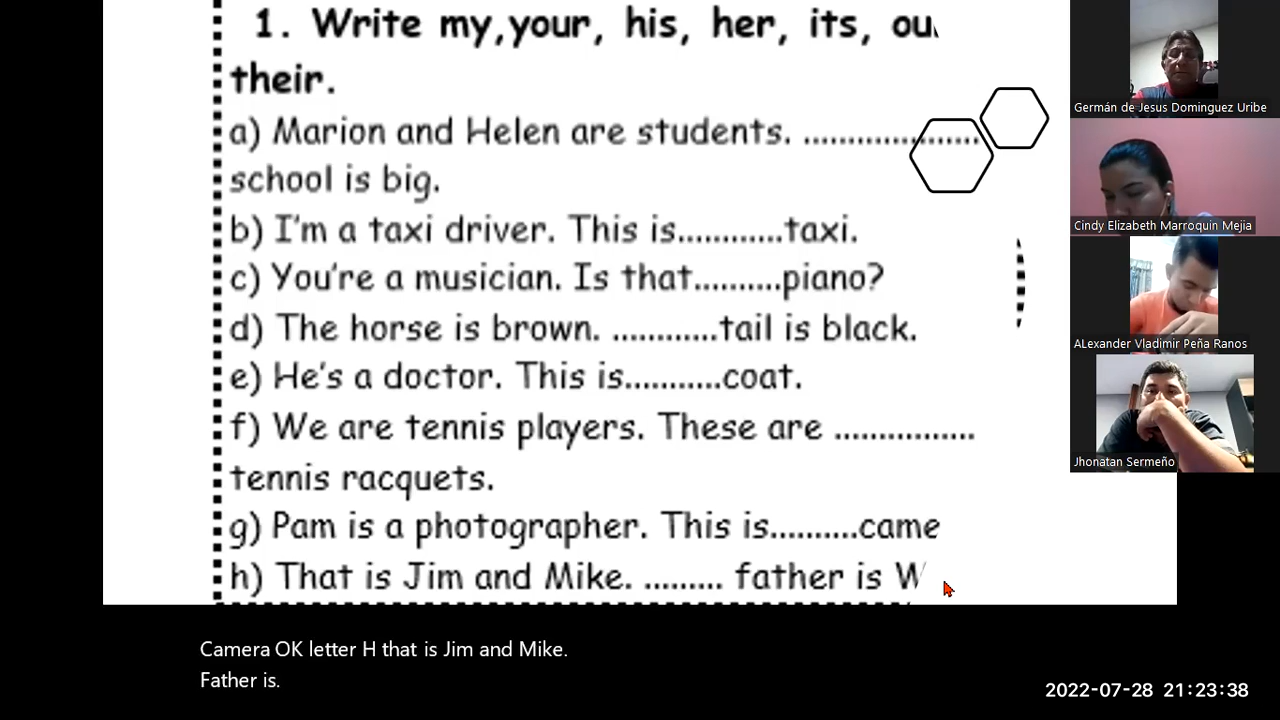 1. Write my,your, his, her, its, ou
their.
a) Marion and Helen are students. ........................
school is big.
b) I'm a taxi driver. This is............taxi.
c) You're a musician. Is that..........piano?
d) The horse is brown. ............tail is black.
e) He's a doctor. This is...........coat.
f) We are tennis players. These are ................
tennis racquets.
g) Pam is a photographer. This is..........came
h) That is Jim and Mike. ......... father is W
Germán de Jesus Dominguez Uribe
Cindy Elizabeth Marroquin Mejia
ALexander Vladimir Peña Ranos
Jhonatan Sermeño
Camera OK letter H that is Jim and Mike.
Father is.
2022-07-28 21:23:38